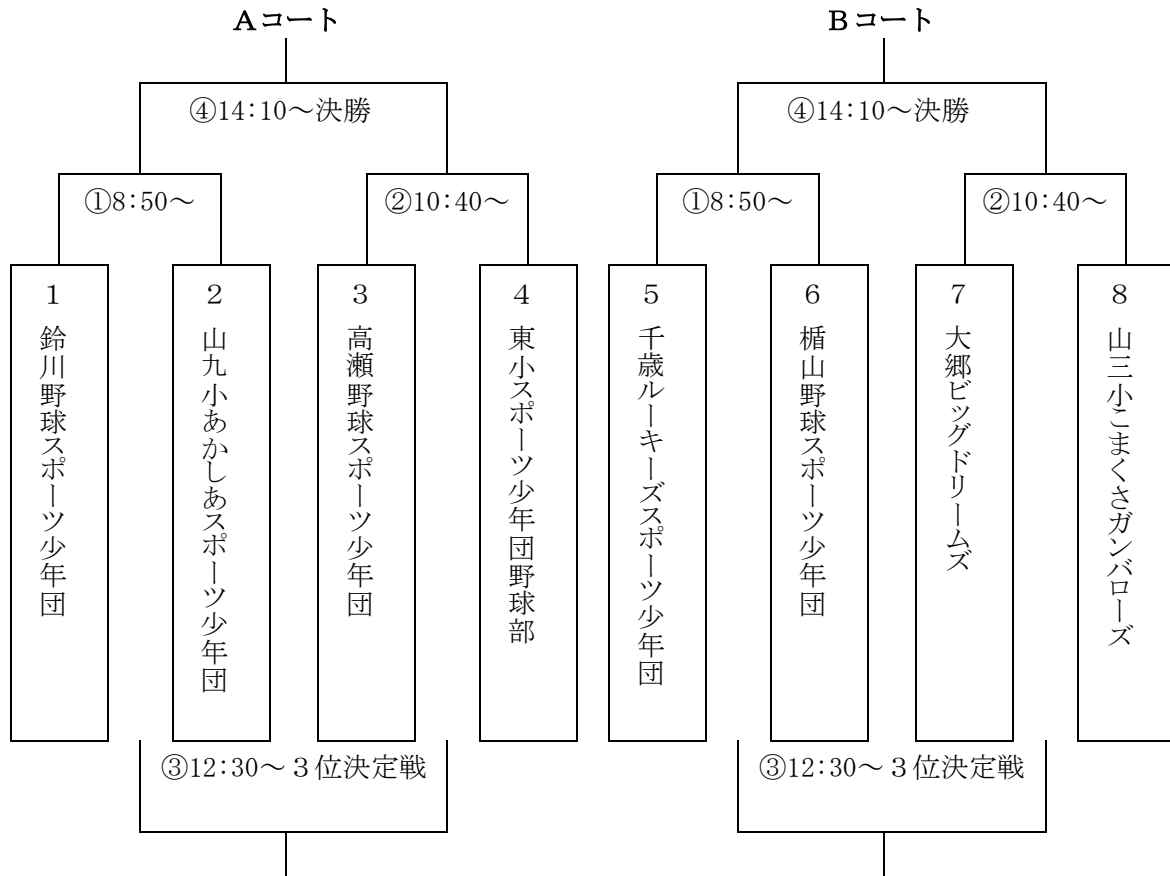 Aコート
Bコート
④14:10～決勝
④14:10～決勝
①8:50～
②10:40～
①8:50～
②10:40～
1 鈴川野球スポーツ少年団
2 山九小あかしあスポーツ少年団
3 高瀬野球スポーツ少年団
4 東小スポーツ少年団野球部
5 千歳ルーキーズスポーツ少年団
6 楯山野球スポーツ少年団
7 大郷ビッグドリームズ
8 山三小こまくさガンバローズ
③12:30～３位決定戦
③12:30～３位決定戦